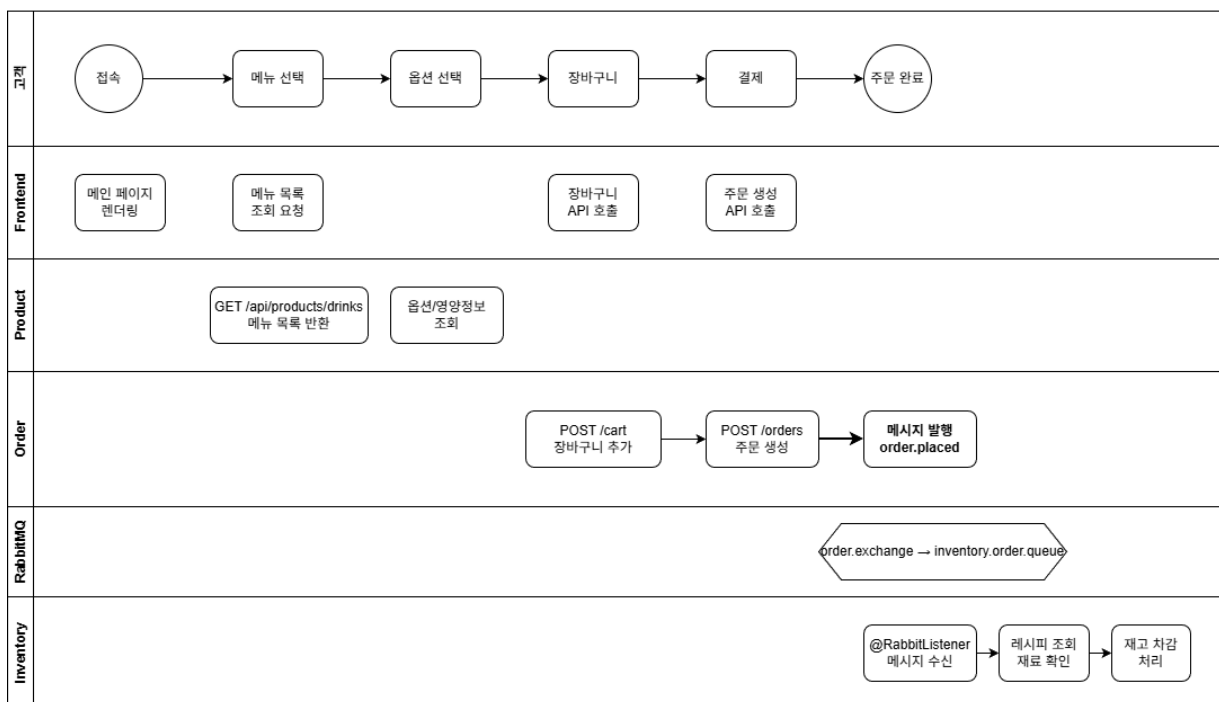 고객
접속
메뉴 선택
옵션 선택
장바구니
결제
주문 완료
Frontend
메인 페이지
렌더링
메뉴 목록
조회 요청
장바구니
API 호출
주문 생성
API 호출
Product
GET /api/products/drinks
메뉴 목록 반환
옵션/영양정보
조회
Order
POST /cart
장바구니 추가
POST /orders
주문 생성
메시지 발행
order.placed
RabbitMQ
order.exchange → inventory.order.queue
Inventory
@RabbitListener
메시지 수신
레시피 조회
재료 확인
재고 차감
처리